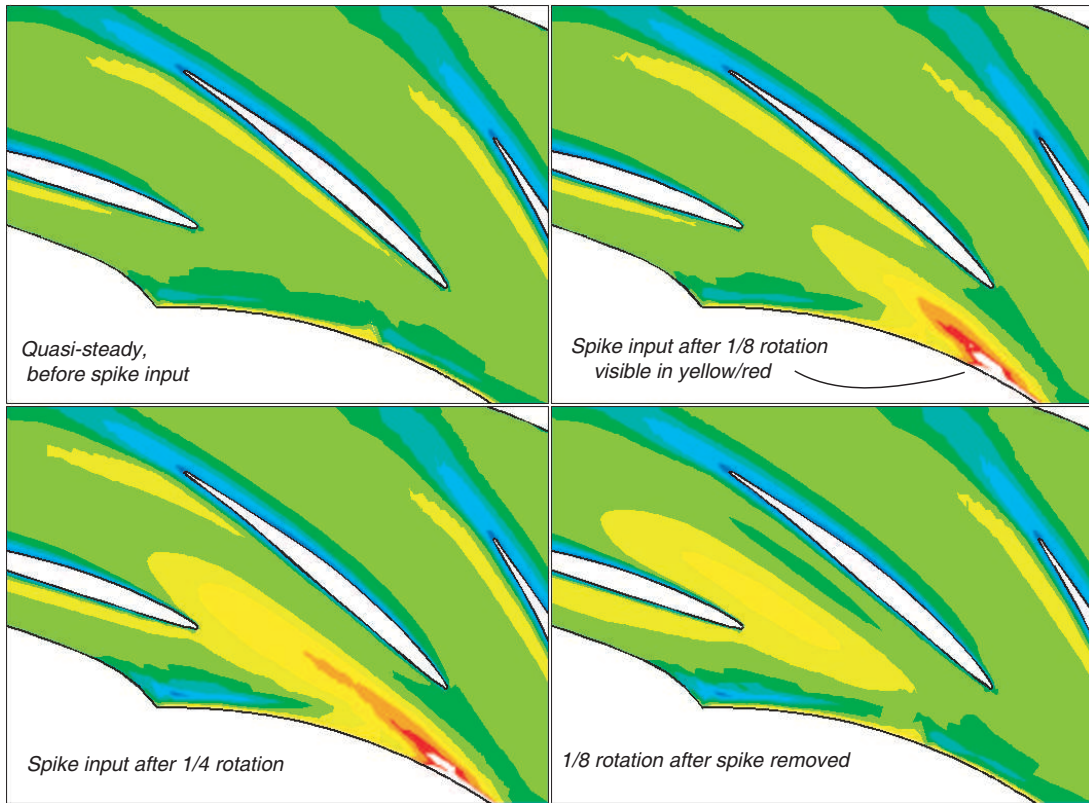 Quasi-steady,
before spike input
Spike input after 1/8 rotation
visible in yellow/red
Spike input after 1/4 rotation
1/8 rotation after spike removed